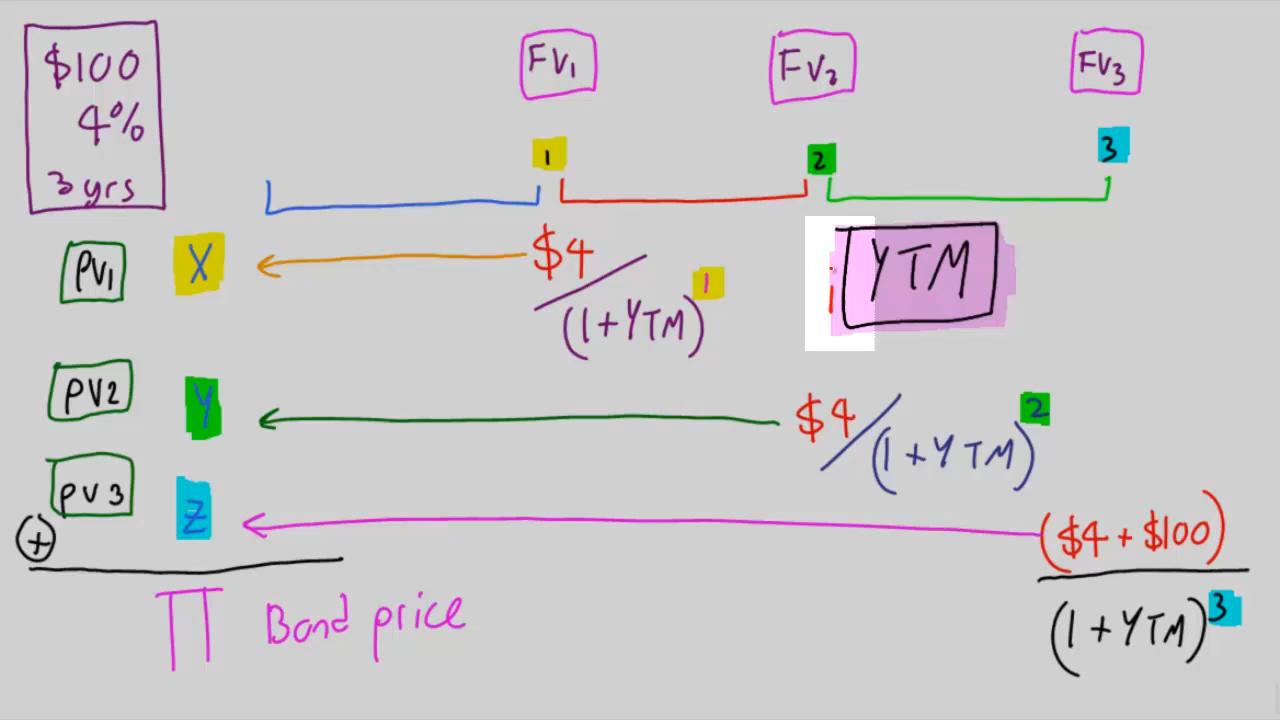 $100
4%
3 yrs
FV1 FV2 FV3
1 2 3
PV1 X $4/(1+YTM)^1
YTM
PV2 Y $4/(1+YTM)^2
PV3 Z ($4 + $100)
(1+YTM)^3
+
Π Bond price